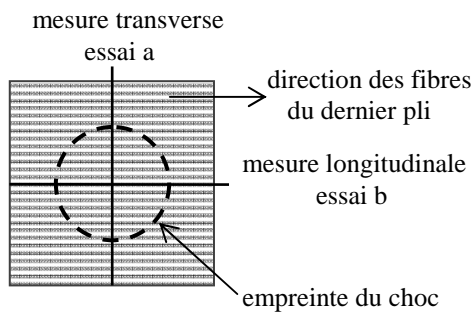 mesure transverse
essai a
direction des fibres
du dernier pli
mesure longitudinale
essai b
empreinte du choc